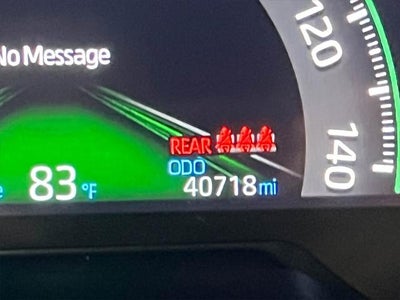 No Message
120
140
REAR
ODO
40718 mi
83 °F